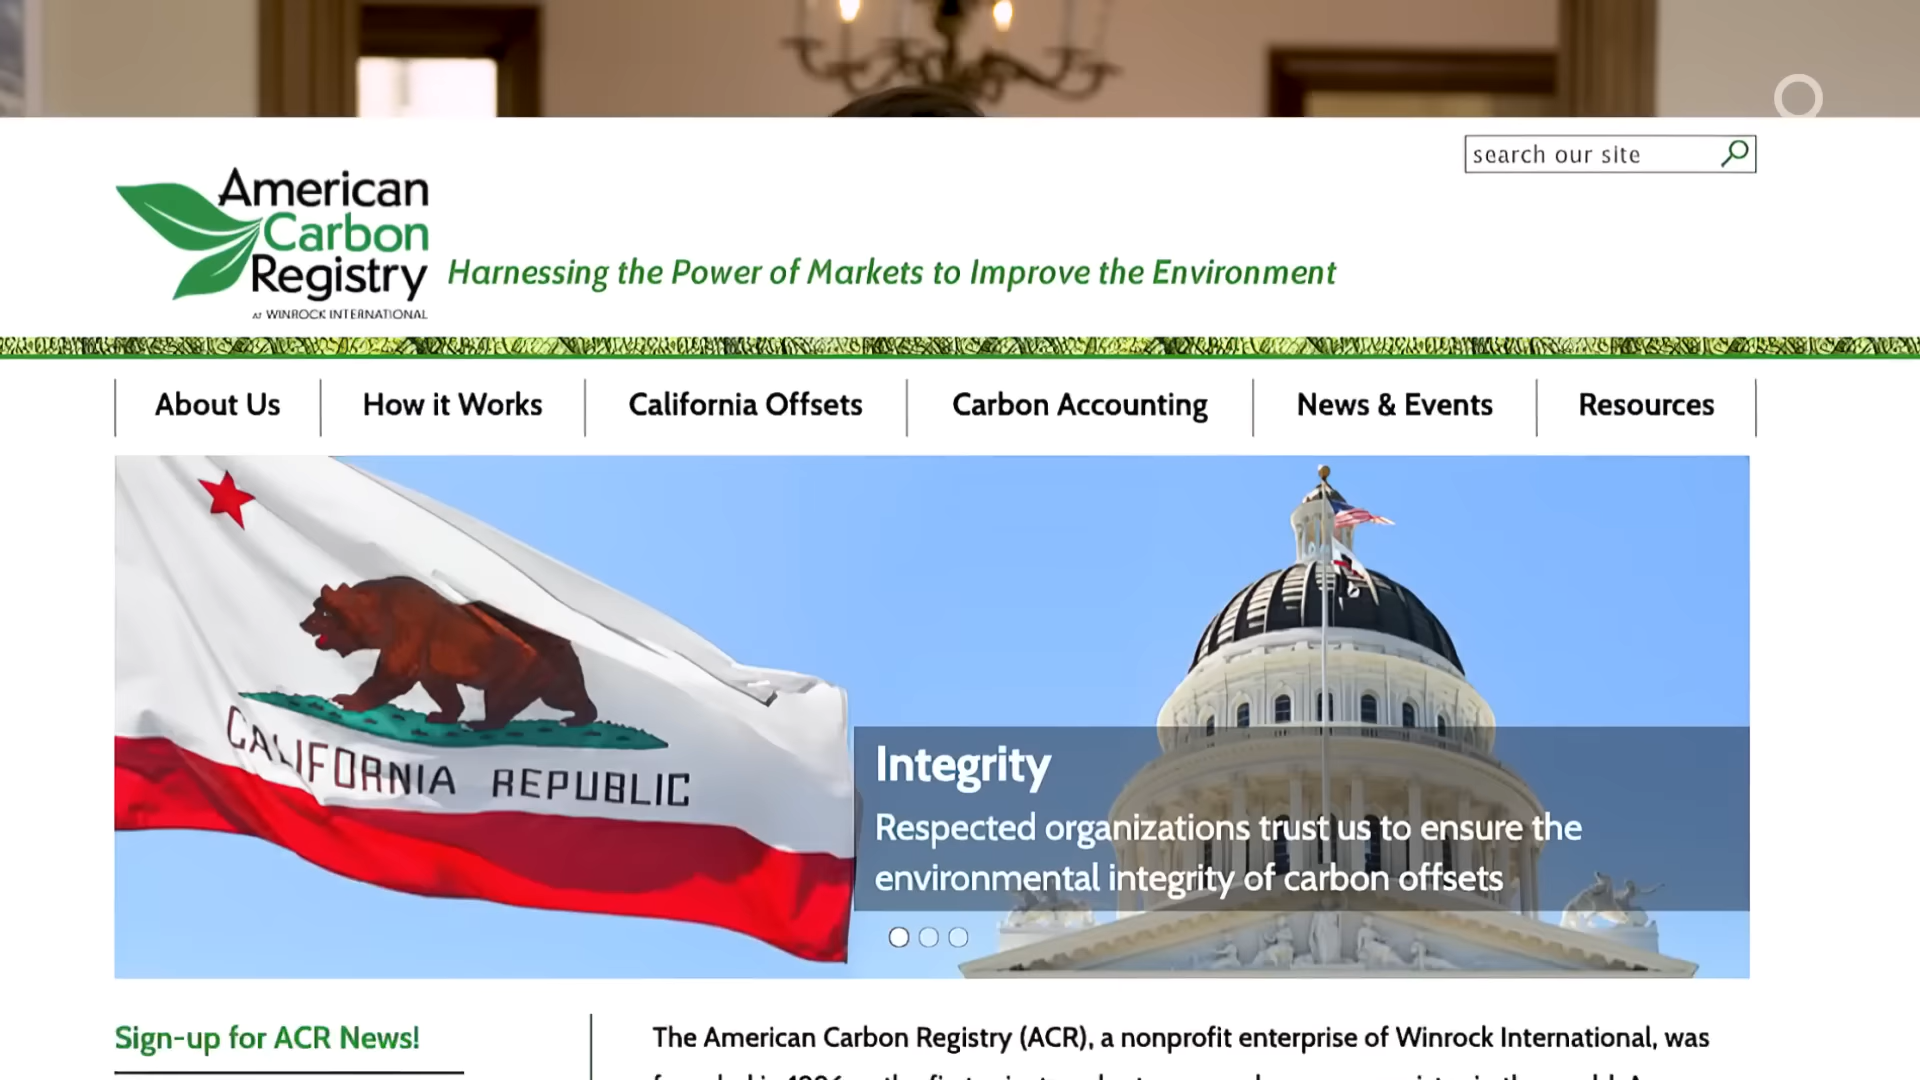 search our site
American
Carbon
Registry
AT WINROCK INTERNATIONAL
Harnessing the Power of Markets to Improve the Environment
About Us
How it Works
California Offsets
Carbon Accounting
News & Events
Resources
CALIFORNIA REPUBLIC
Integrity
Respected organizations trust us to ensure the
environmental integrity of carbon offsets
Sign-up for ACR News!
The American Carbon Registry (ACR), a nonprofit enterprise of Winrock International, was